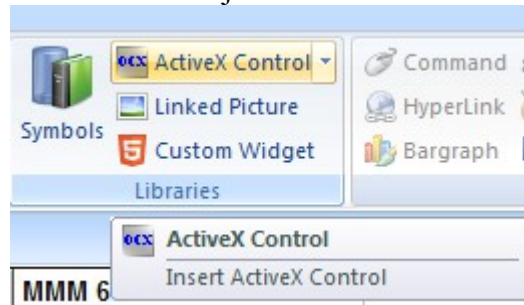 ocx ActiveX Control
Command
Linked Picture
HyperLink
Symbols
5 Custom Widget
Bargraph
Libraries
ocx ActiveX Control
Insert ActiveX Control
MMM 6